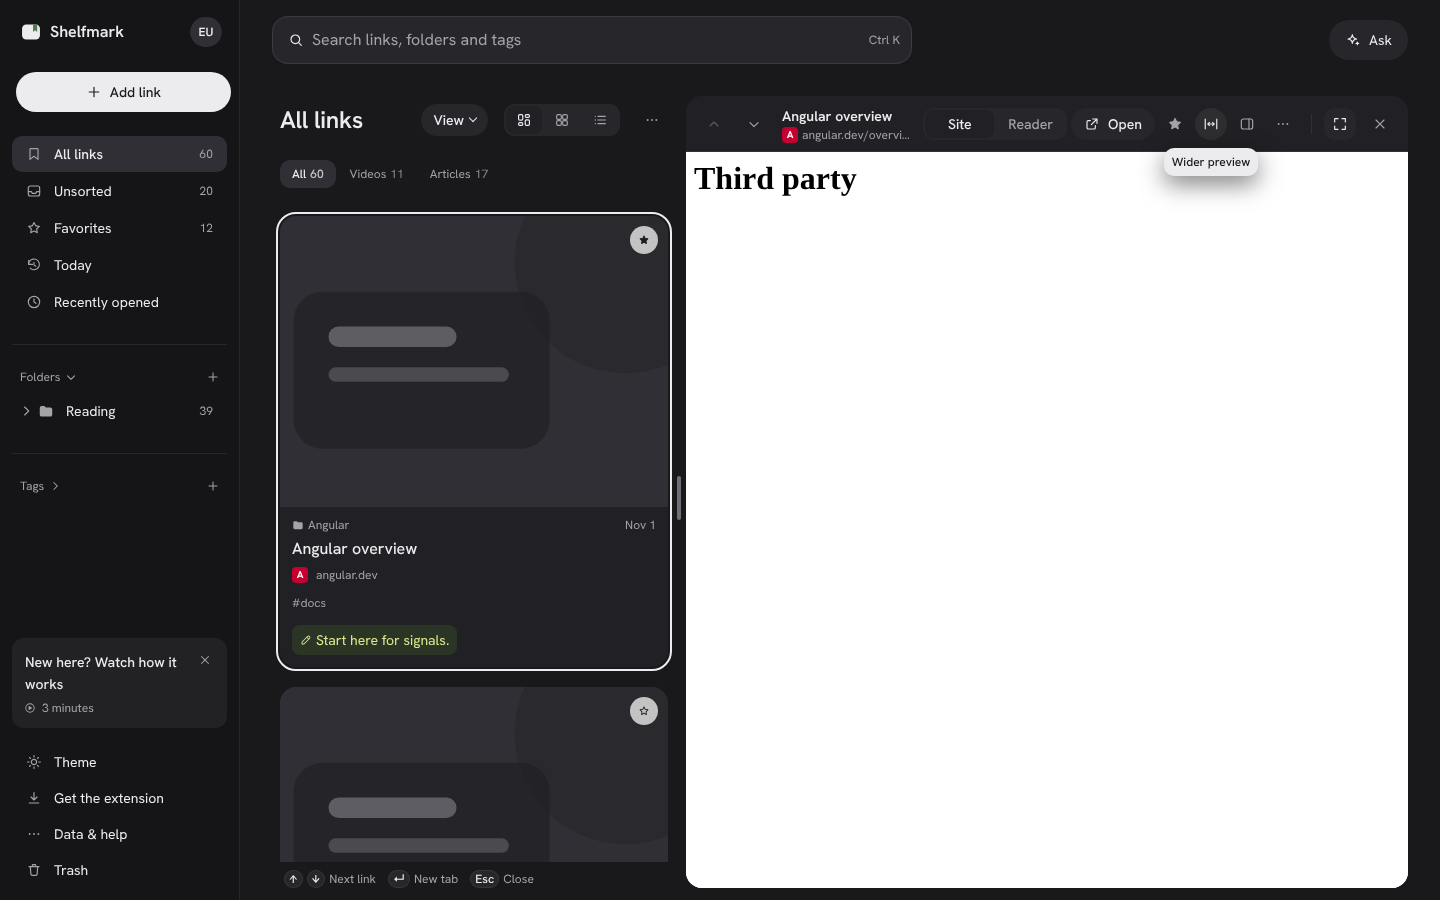 Shelfmark
EU
Add link
All links 60
Unsorted 20
Favorites 12
Today
Recently opened
Folders
Reading 39
Tags
New here? Watch how it
works
3 minutes
Theme
Get the extension
Data & help
Trash
Search links, folders and tags
Ctrl K
Ask
All links
View
All 60
Videos 11
Articles 17
Angular
Nov 1
Angular overview
A angular.dev
#docs
Start here for signals.
Next link
New tab
Esc Close
Angular overview
A angular.dev/overvi...
Site
Reader
Open
Wider preview
Third party